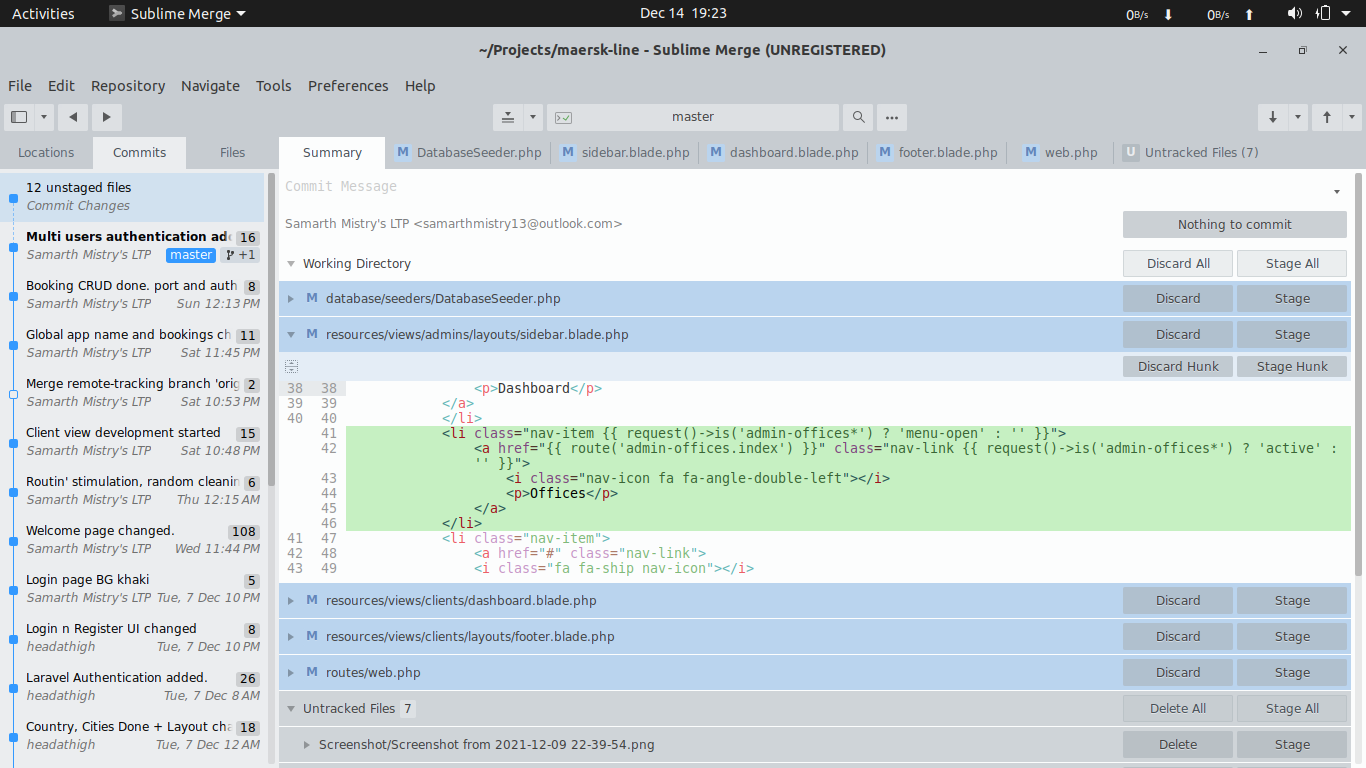 Activities Sublime Merge Dec 14 19:23 0B/s 0B/s
~/Projects/maersk-line - Sublime Merge (UNREGISTERED)
File Edit Repository Navigate Tools Preferences Help
master
Locations Commits Files
Summary M DatabaseSeeder.php M sidebar.blade.php M dashboard.blade.php M footer.blade.php M web.php U Untracked Files (7)
12 unstaged files
Commit Changes
Multi users authentication ad 16
Samarth Mistry's LTP master +1
Booking CRUD done. port and auth 8
Samarth Mistry's LTP Sun 12:13 PM
Global app name and bookings ch 11
Samarth Mistry's LTP Sat 11:45 PM
Merge remote-tracking branch 'orig 2
Samarth Mistry's LTP Sat 10:53 PM
Client view development started 15
Samarth Mistry's LTP Sat 10:48 PM
Routin' stimulation, random cleanin 6
Samarth Mistry's LTP Thu 12:15 AM
Welcome page changed. 108
Samarth Mistry's LTP Wed 11:44 PM
Login page BG khaki 5
Samarth Mistry's LTP Tue, 7 Dec 10 PM
Login n Register UI changed 8
headathigh Tue, 7 Dec 10 PM
Laravel Authentication added. 26
headathigh Tue, 7 Dec 8 AM
Country, Cities Done + Layout cha 18
headathigh Tue, 7 Dec 12 AM
Commit Message
Samarth Mistry's LTP <samarthmistry13@outlook.com> Nothing to commit
Working Directory Discard All Stage All
M database/seeders/DatabaseSeeder.php Discard Stage
M resources/views/admins/layouts/sidebar.blade.php Discard Stage
Discard Hunk Stage Hunk
38 38 <p>Dashboard</p>
39 39 </a>
40 40 </li>
41 <li class="nav-item {{ request()->is('admin-offices*') ? 'menu-open' : '' }}">
42 <a href="{{ route('admin-offices.index') }}" class="nav-link {{ request()->is('admin-offices*') ? 'active' :
'' }}">
43 <i class="nav-icon fa fa-angle-double-left"></i>
44 <p>Offices</p>
45 </a>
46 </li>
41 47 <li class="nav-item">
42 48 <a href="#" class="nav-link">
43 49 <i class="fa fa-ship nav-icon"></i>
M resources/views/clients/dashboard.blade.php Discard Stage
M resources/views/clients/layouts/footer.blade.php Discard Stage
M routes/web.php Discard Stage
Untracked Files 7 Delete All Stage All
Screenshot/Screenshot from 2021-12-09 22-39-54.png Delete Stage